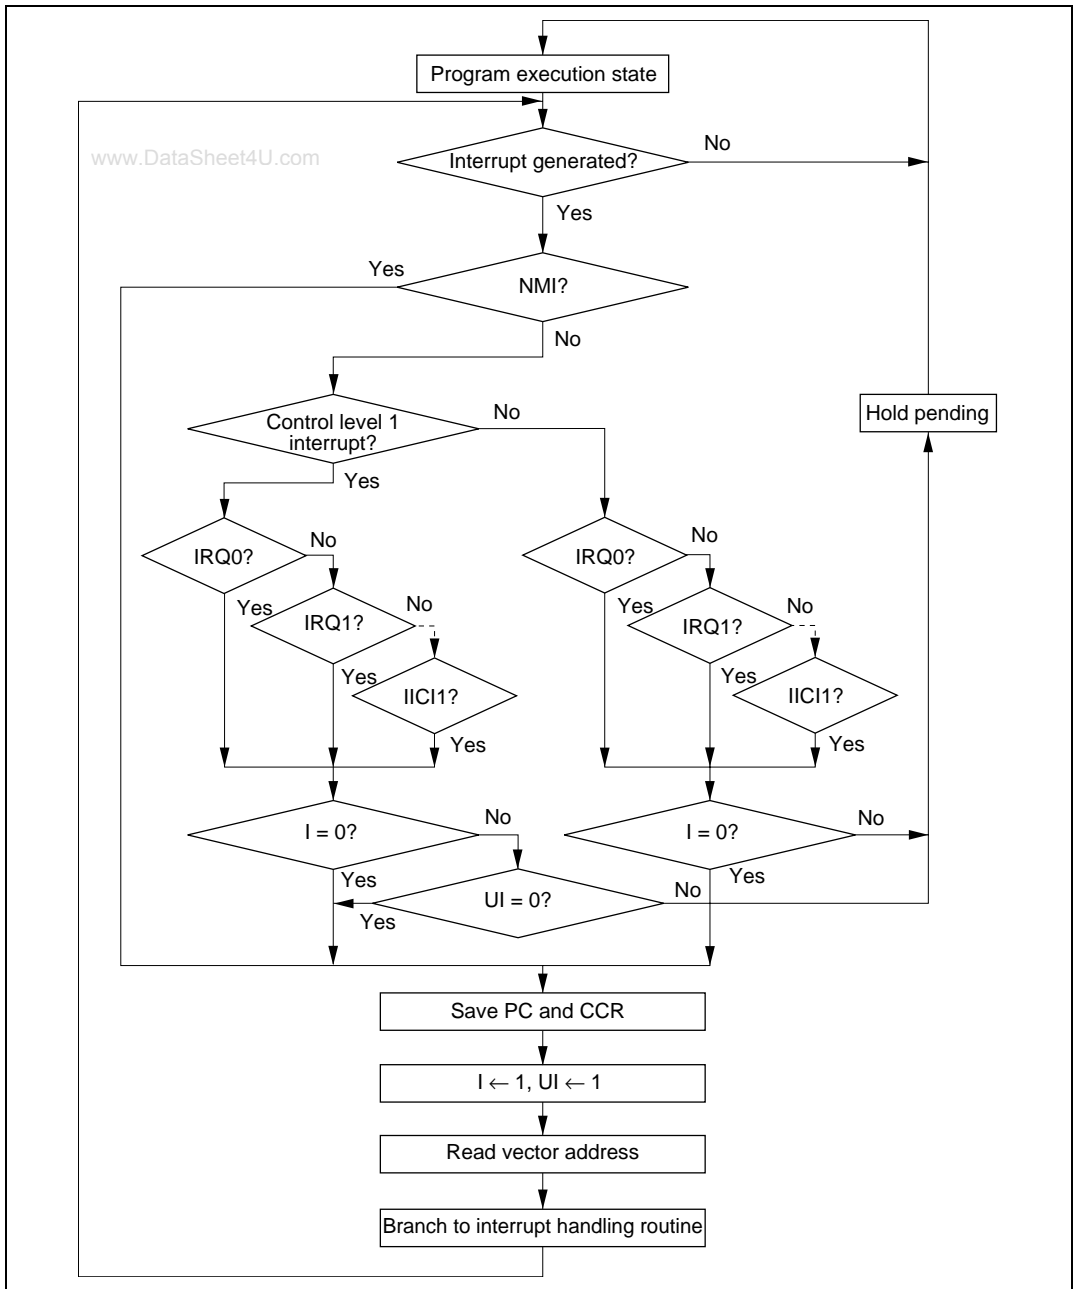 Program execution state
www.DataSheet4U.com
Interrupt generated?
No
Yes
Yes
NMI?
No
Control level 1
interrupt?
No
Hold pending
Yes
IRQ0?
No
IRQ0?
No
Yes
IRQ1?
No
Yes
IRQ1?
No
Yes
IICI1?
Yes
IICI1?
Yes
Yes
I = 0?
No
I = 0?
No
Yes
UI = 0?
No
Yes
Yes
Save PC and CCR
I ← 1, UI ← 1
Read vector address
Branch to interrupt handling routine